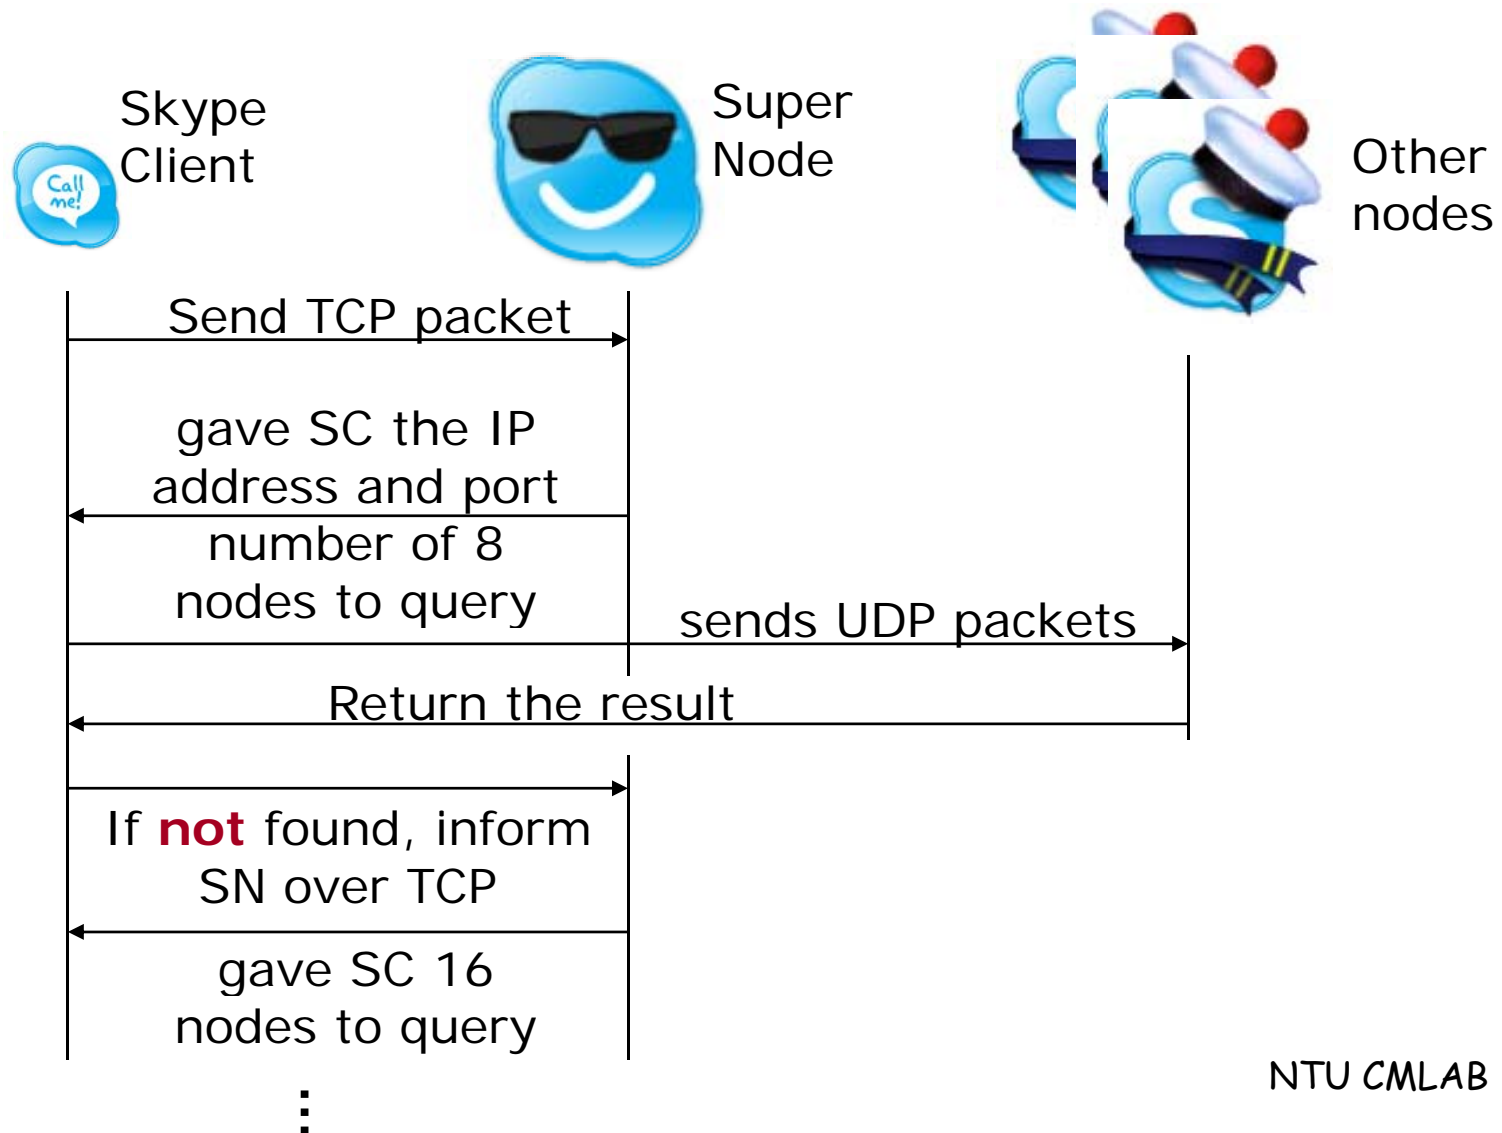 Skype
Client
Call
me!
Super
Node
Other
nodes
Send TCP packet
gave SC the IP
address and port
number of 8
nodes to query
sends UDP packets
Return the result
If not found, inform
SN over TCP
gave SC 16
nodes to query
⋮
NTU CMLAB